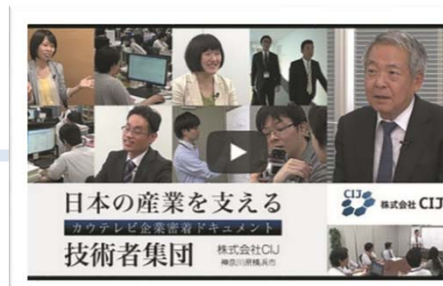 日本の産業を支える
カウテレビ企業密着ドキュメント
技術者集団
株式会社CIJ
神奈川県横浜市
CIJ
株式会社 CIJ